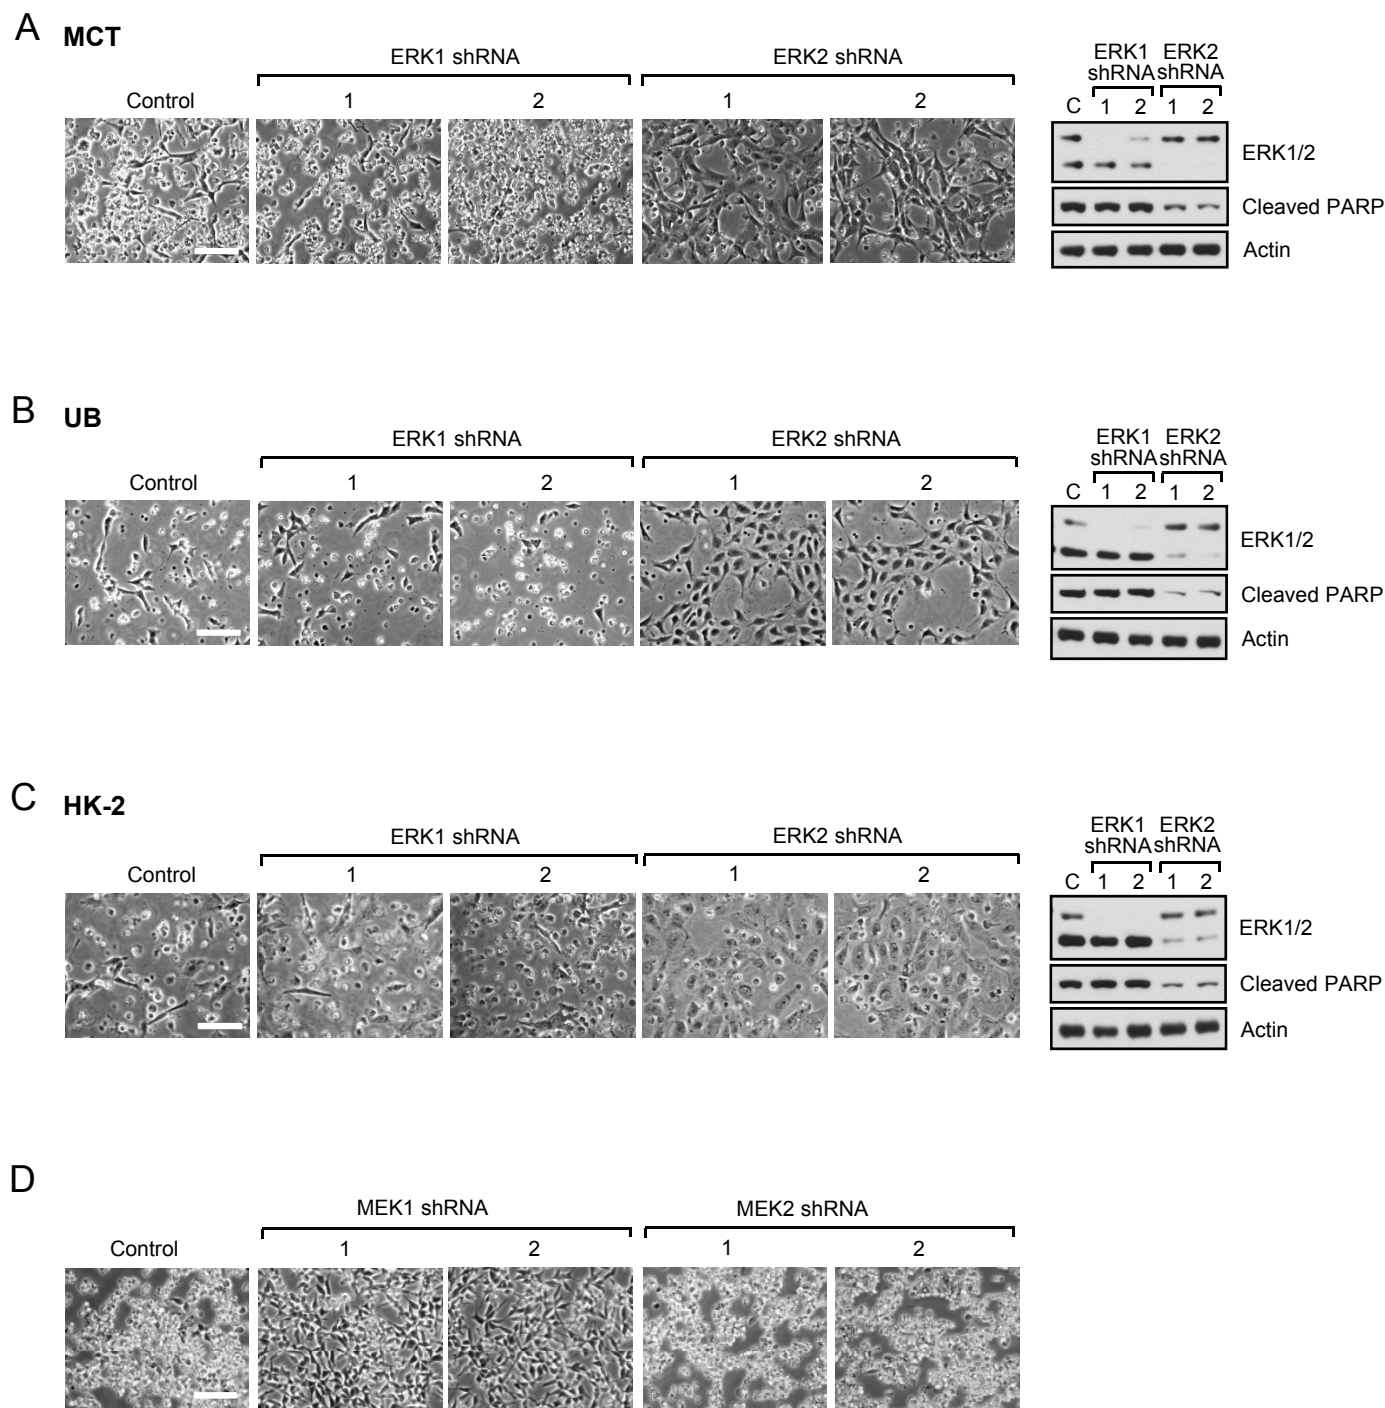 A MCT
ERK1 shRNA ERK2 shRNA
Control 1 2 1 2
ERK1 ERK2
shRNA shRNA
C 1 2 1 2
ERK1/2
Cleaved PARP
Actin
B UB
ERK1 shRNA ERK2 shRNA
Control 1 2 1 2
ERK1 ERK2
shRNA shRNA
C 1 2 1 2
ERK1/2
Cleaved PARP
Actin
C HK-2
ERK1 shRNA ERK2 shRNA
Control 1 2 1 2
ERK1 ERK2
shRNA shRNA
C 1 2 1 2
ERK1/2
Cleaved PARP
Actin
D
MEK1 shRNA MEK2 shRNA
Control 1 2 1 2